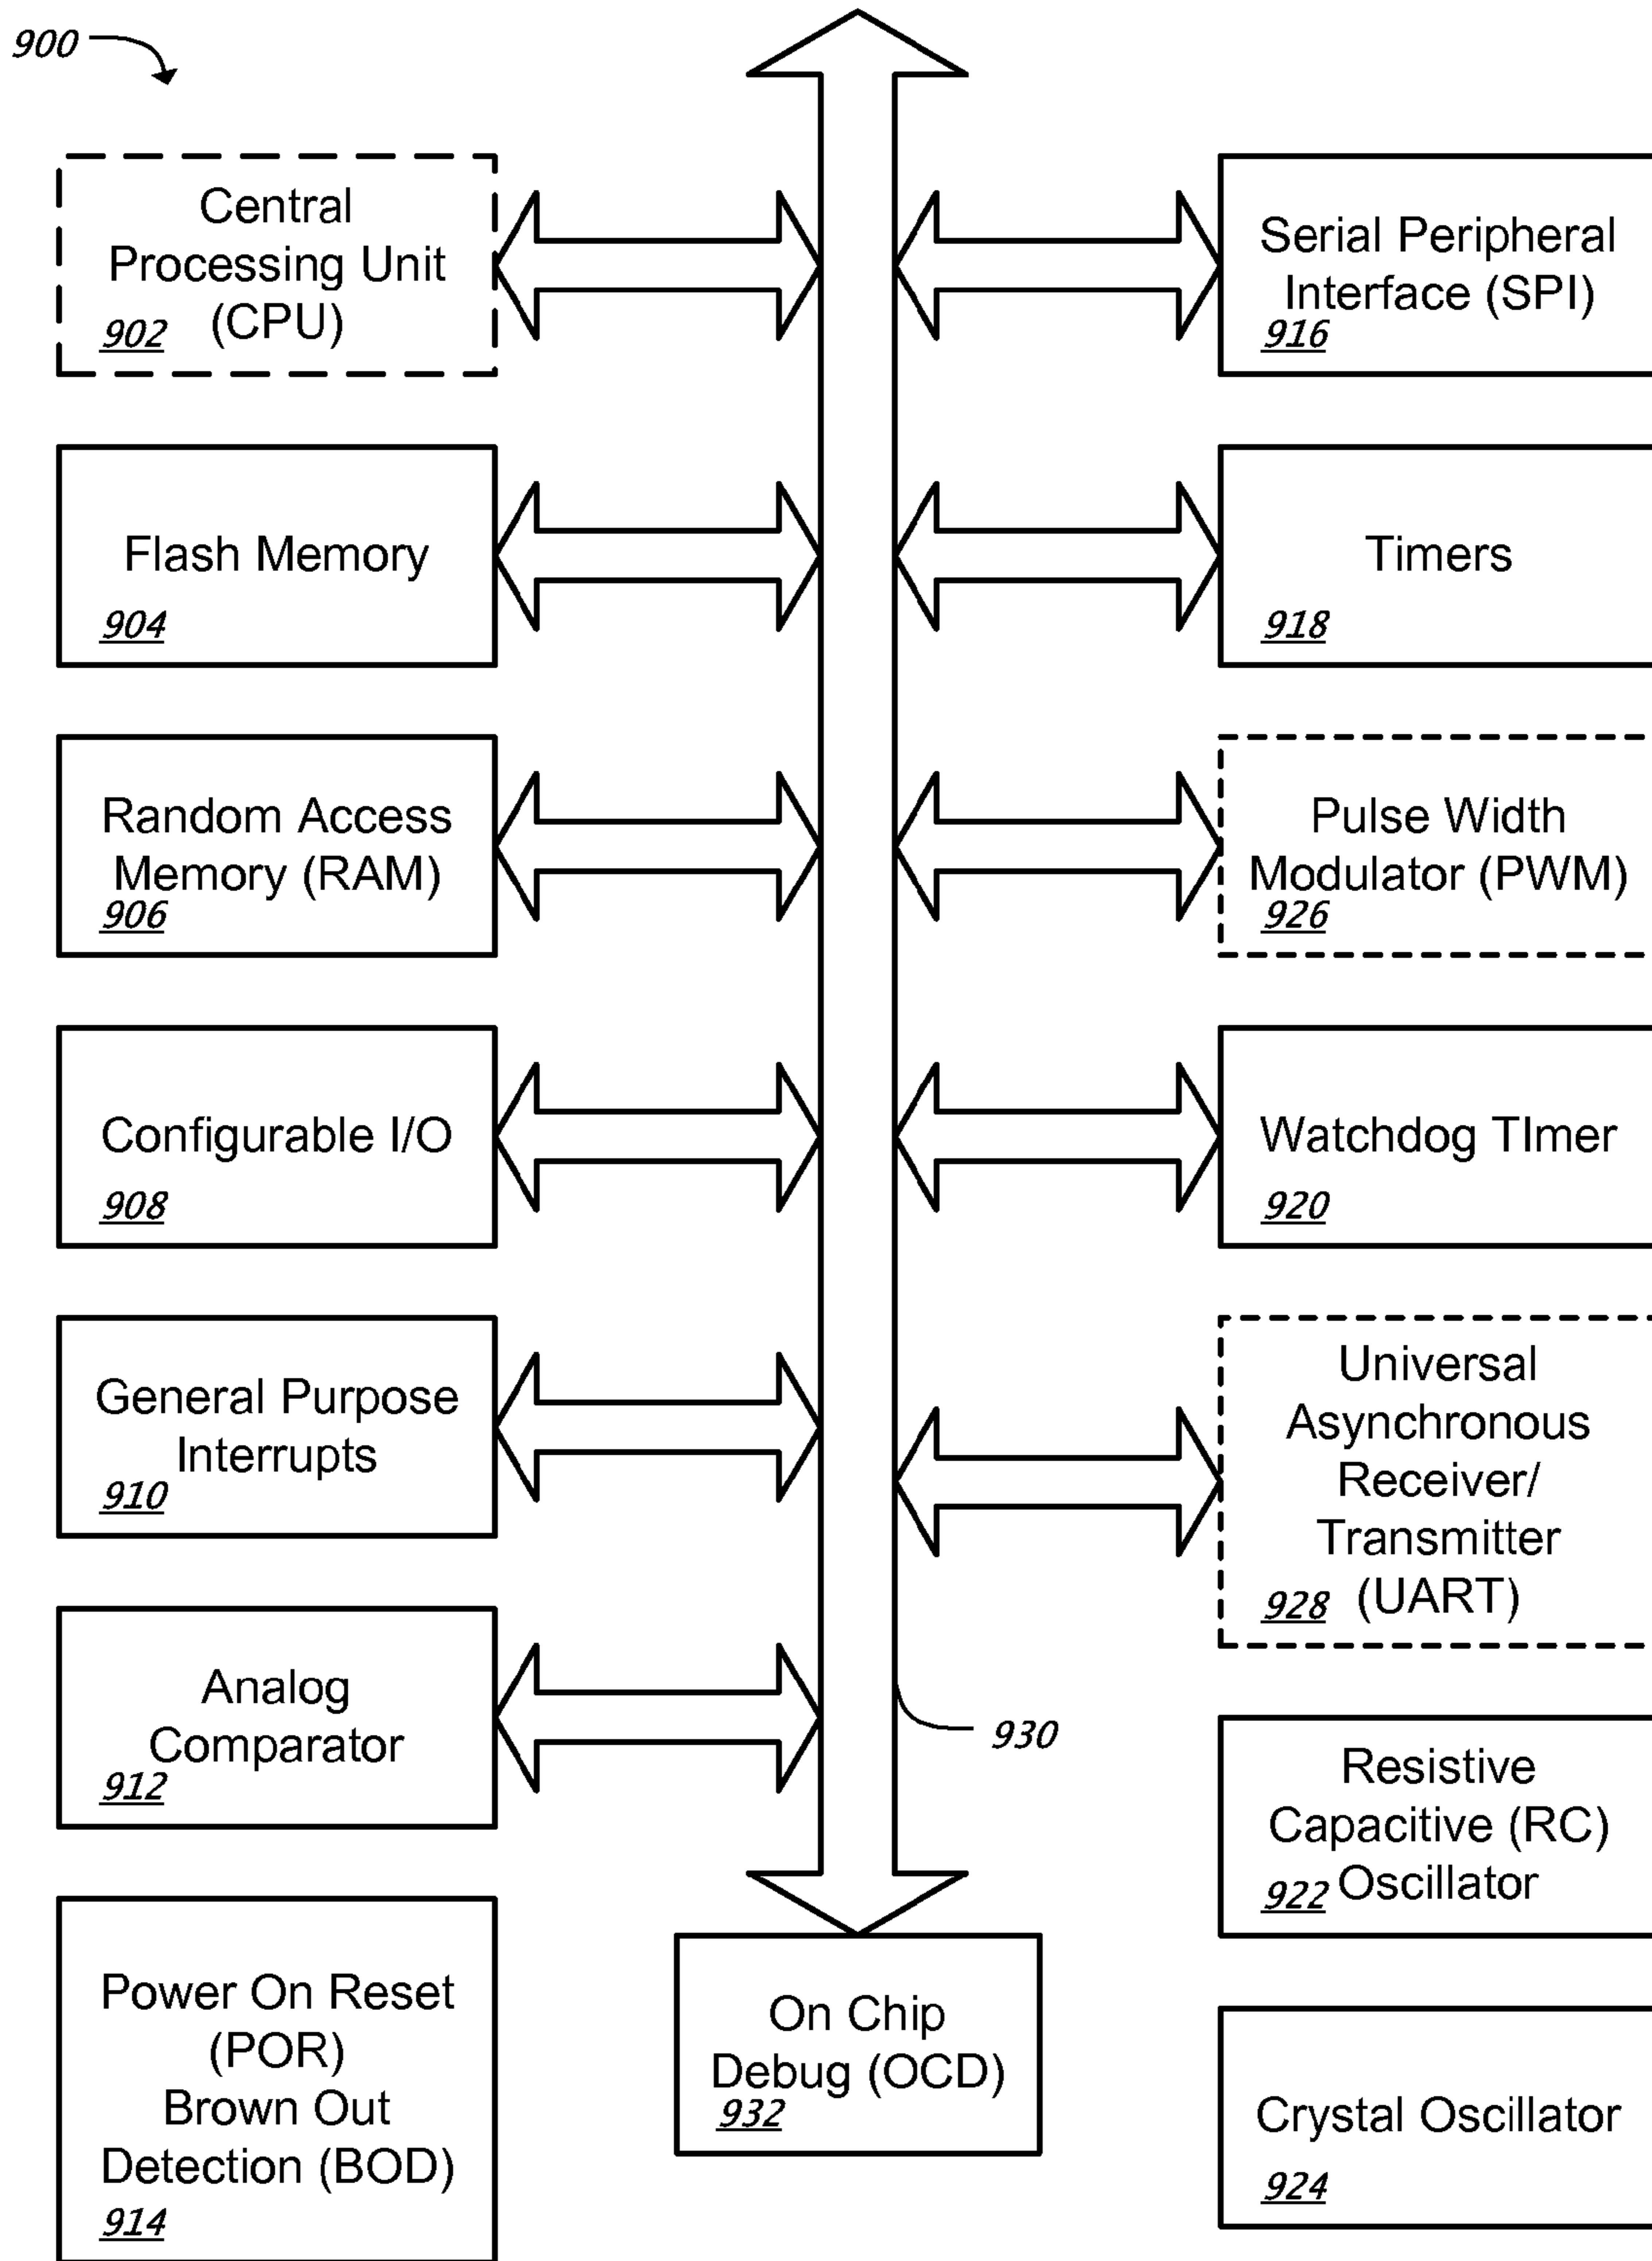 900
Central
Processing Unit
(CPU)
902
Flash Memory
904
Random Access
Memory (RAM)
906
Configurable I/O
908
General Purpose
Interrupts
910
Analog
Comparator
912
Power On Reset
(POR)
Brown Out
Detection (BOD)
914
Serial Peripheral
Interface (SPI)
916
Timers
918
Pulse Width
Modulator (PWM)
926
Watchdog TImer
920
Universal
Asynchronous
Receiver/
Transmitter
928 (UART)
930
Resistive
Capacitive (RC)
922 Oscillator
On Chip
Debug (OCD)
932
Crystal Oscillator
924